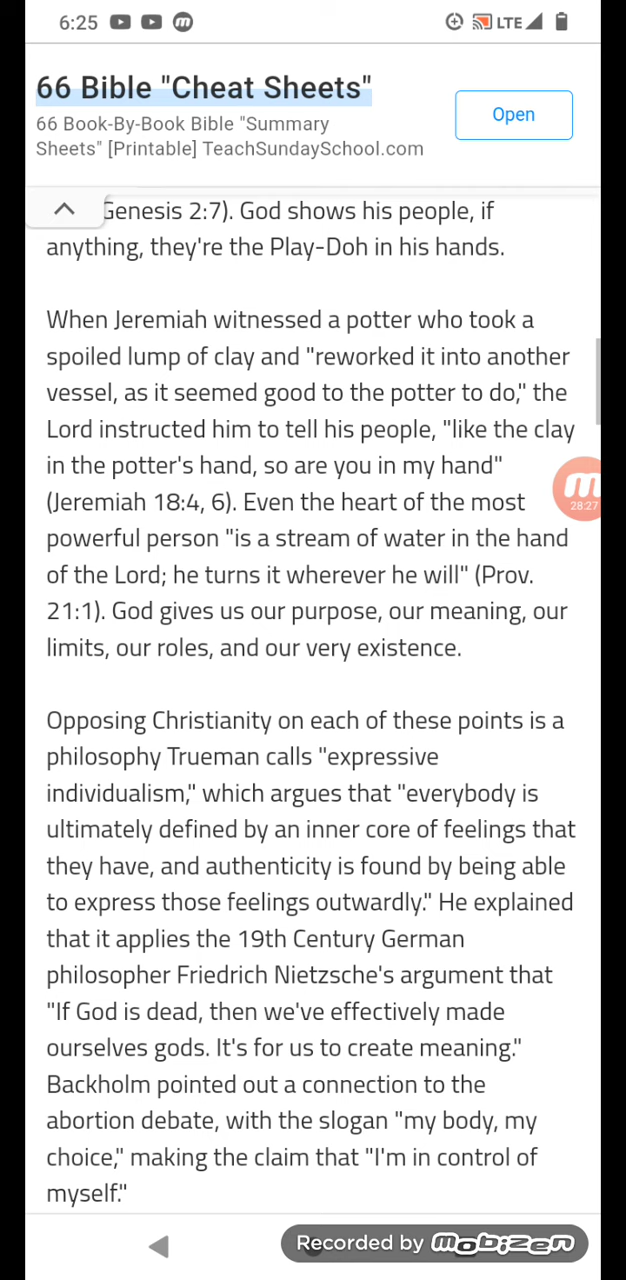 6:25
LTE
66 Bible "Cheat Sheets"
66 Book-By-Book Bible "Summary
Sheets" [Printable] TeachSundaySchool.com
Open
Genesis 2:7). God shows his people, if
anything, they're the Play-Doh in his hands.
When Jeremiah witnessed a potter who took a
spoiled lump of clay and "reworked it into another
vessel, as it seemed good to the potter to do," the
Lord instructed him to tell his people, "like the clay
in the potter's hand, so are you in my hand"
(Jeremiah 18:4, 6). Even the heart of the most
powerful person "is a stream of water in the hand
of the Lord; he turns it wherever he will" (Prov.
21:1). God gives us our purpose, our meaning, our
limits, our roles, and our very existence.
m
28:27
Opposing Christianity on each of these points is a
philosophy Trueman calls "expressive
individualism," which argues that "everybody is
ultimately defined by an inner core of feelings that
they have, and authenticity is found by being able
to express those feelings outwardly." He explained
that it applies the 19th Century German
philosopher Friedrich Nietzsche's argument that
"If God is dead, then we've effectively made
ourselves gods. It's for us to create meaning."
Backholm pointed out a connection to the
abortion debate, with the slogan "my body, my
choice," making the claim that "I'm in control of
myself."
Recorded by mobizen